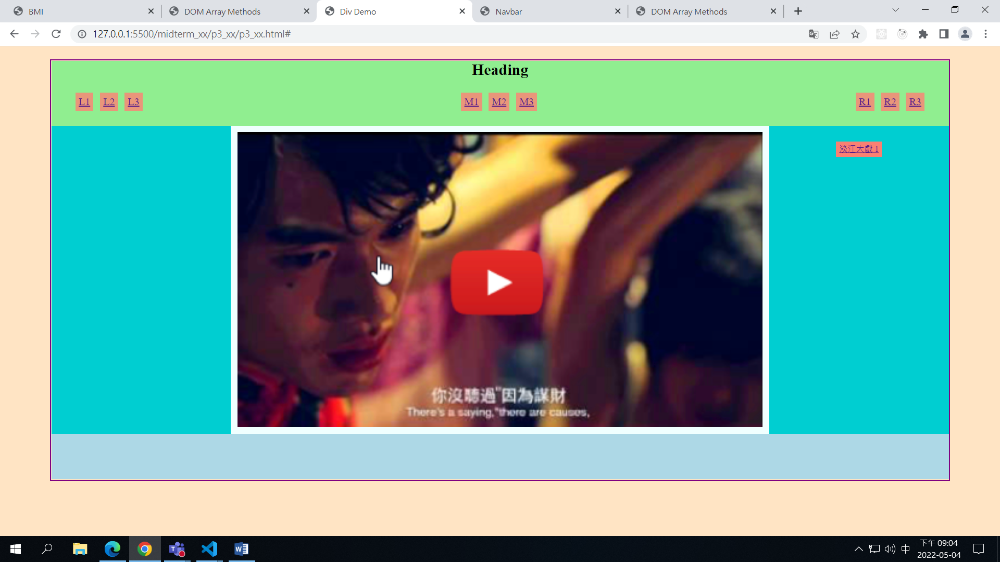 BMI
DOM Array Methods
Div Demo
Navbar
DOM Array Methods
127.0.0.1:5500/midterm_xx/p3_xx/p3_xx.html#
Heading
L1 L2 L3
M1 M2 M3
R1 R2 R3
淡江大戲 1
你沒聽過"因為謀財
There's a saying,"there are causes,
中
下午 09:04
2022-05-04